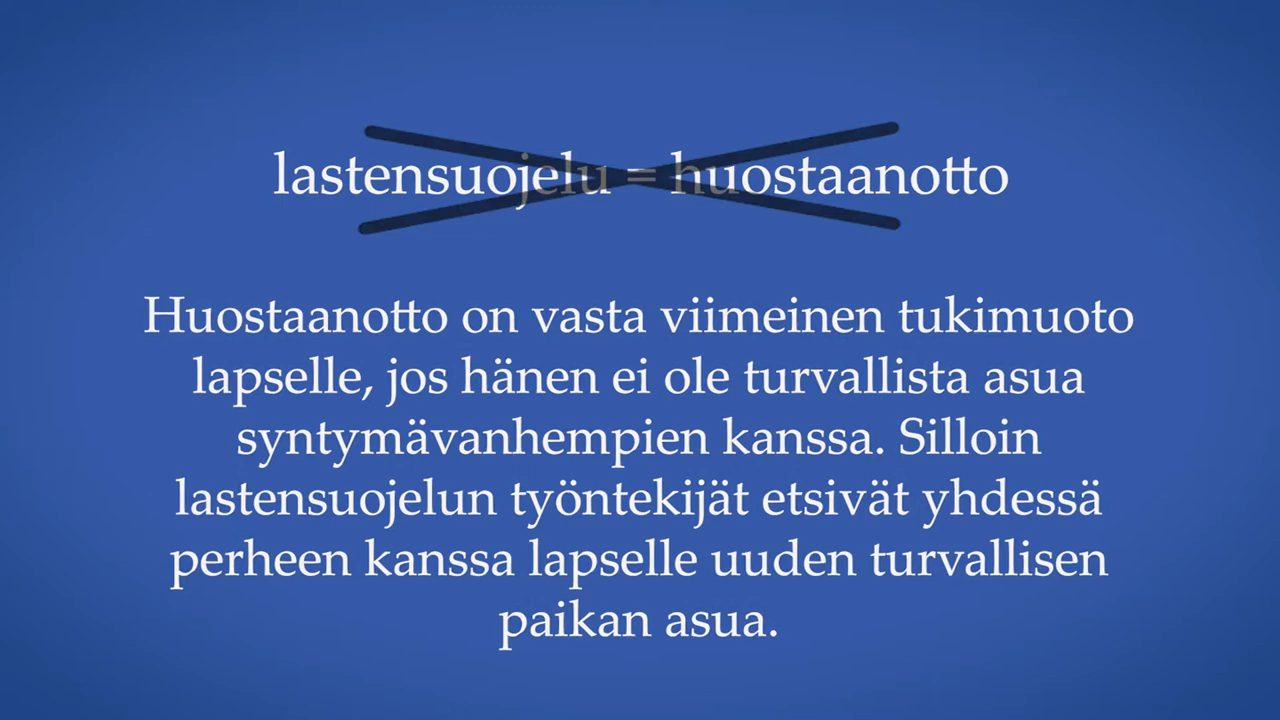 lastensuojelu = huostaanotto
Huostaanotto on vasta viimeinen tukimuoto
lapselle, jos hänen ei ole turvallista asua
syntymävanhempien kanssa. Silloin
lastensuojelun työntekijät etsivät yhdessä
perheen kanssa lapselle uuden turvallisen
paikan asua.